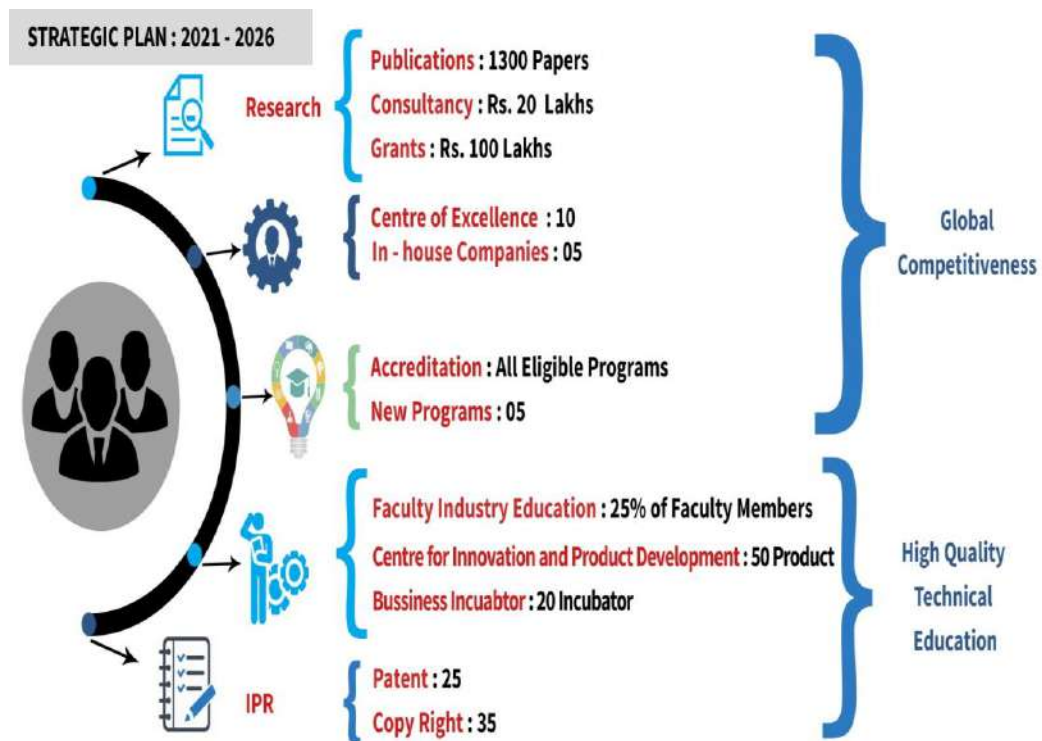 STRATEGIC PLAN : 2021 - 2026
Research
Publications : 1300 Papers
Consultancy : Rs. 20 Lakhs
Grants : Rs. 100 Lakhs
Centre of Excellence : 10
In - house Companies : 05
Accreditation : All Eligible Programs
New Programs : 05
Global
Competitiveness
Faculty Industry Education : 25% of Faculty Members
Centre for Innovation and Product Development : 50 Product
Bussiness Incuabtor : 20 Incubator
IPR
Patent : 25
Copy Right : 35
High Quality
Technical
Education